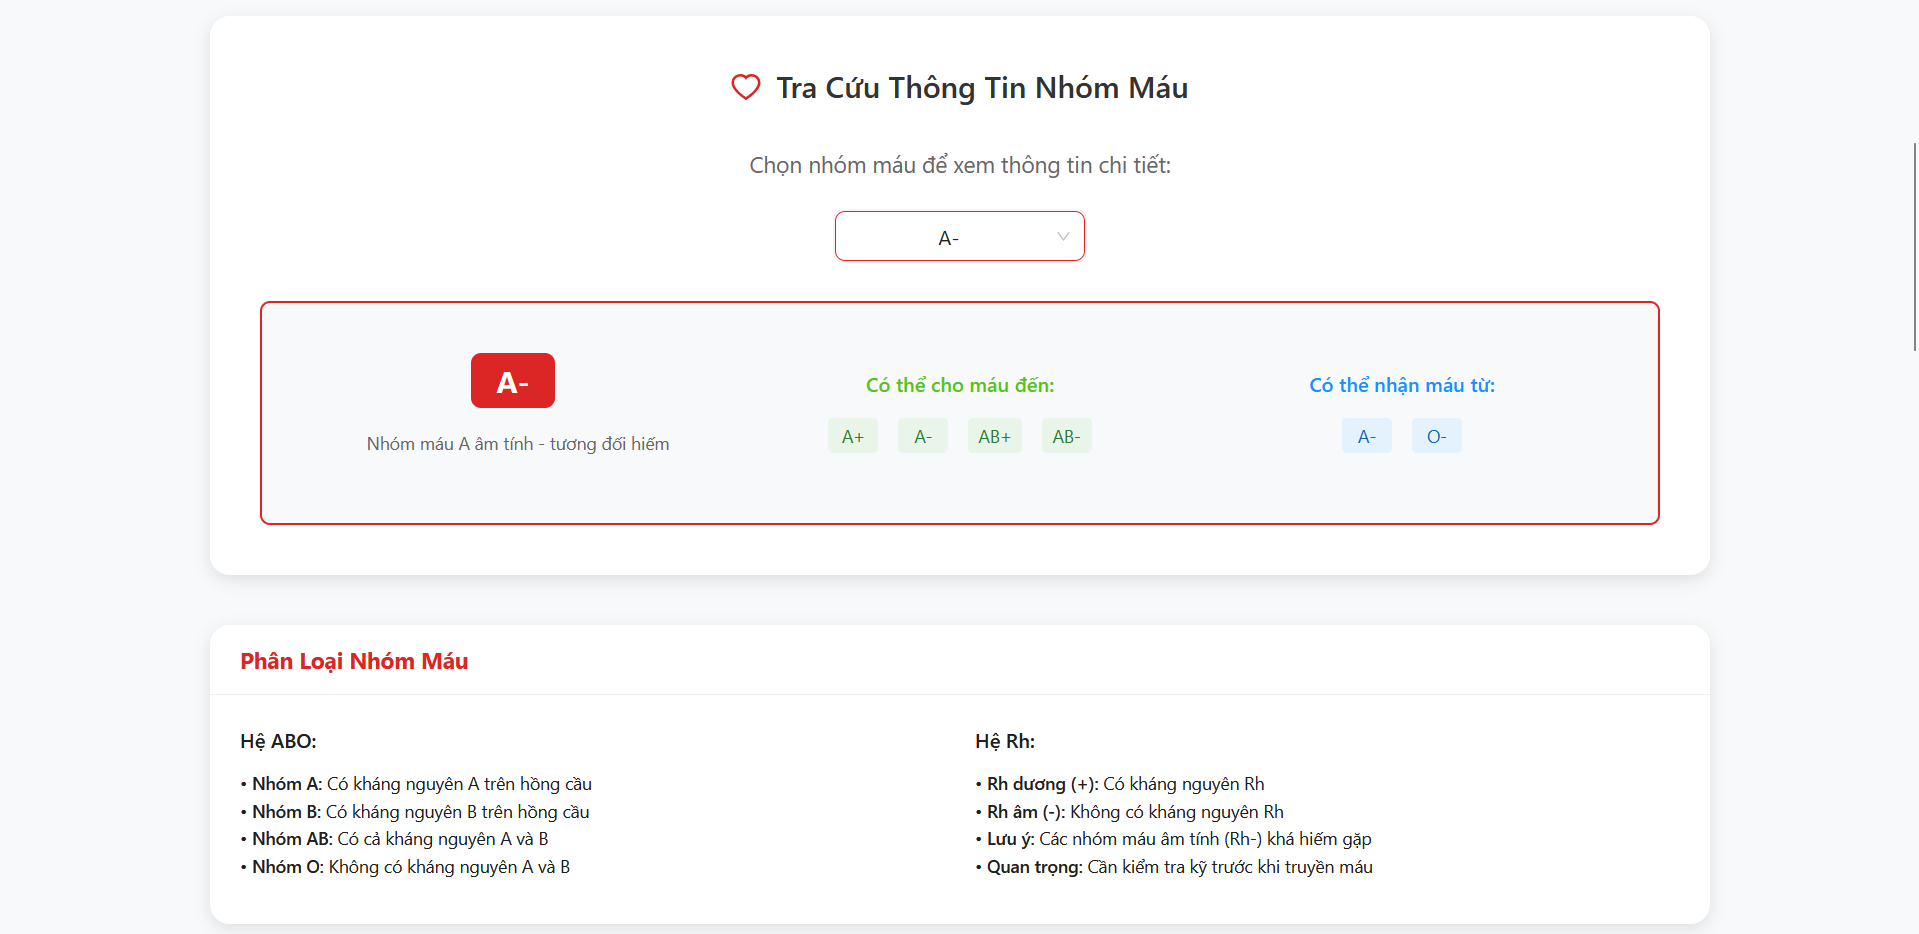 Tra Cứu Thông Tin Nhóm Máu
Chọn nhóm máu để xem thông tin chi tiết:
A-
A-
Nhóm máu A âm tính - tương đối hiếm
Có thể cho máu đến:
A+ A- AB+ AB-
Có thể nhận máu từ:
A- O-
Phân Loại Nhóm Máu
Hệ ABO:
• Nhóm A: Có kháng nguyên A trên hồng cầu
• Nhóm B: Có kháng nguyên B trên hồng cầu
• Nhóm AB: Có cả kháng nguyên A và B
• Nhóm O: Không có kháng nguyên A và B
Hệ Rh:
• Rh dương (+): Có kháng nguyên Rh
• Rh âm (-): Không có kháng nguyên Rh
• Lưu ý: Các nhóm máu âm tính (Rh-) khá hiếm gặp
• Quan trọng: Cần kiểm tra kỹ trước khi truyền máu